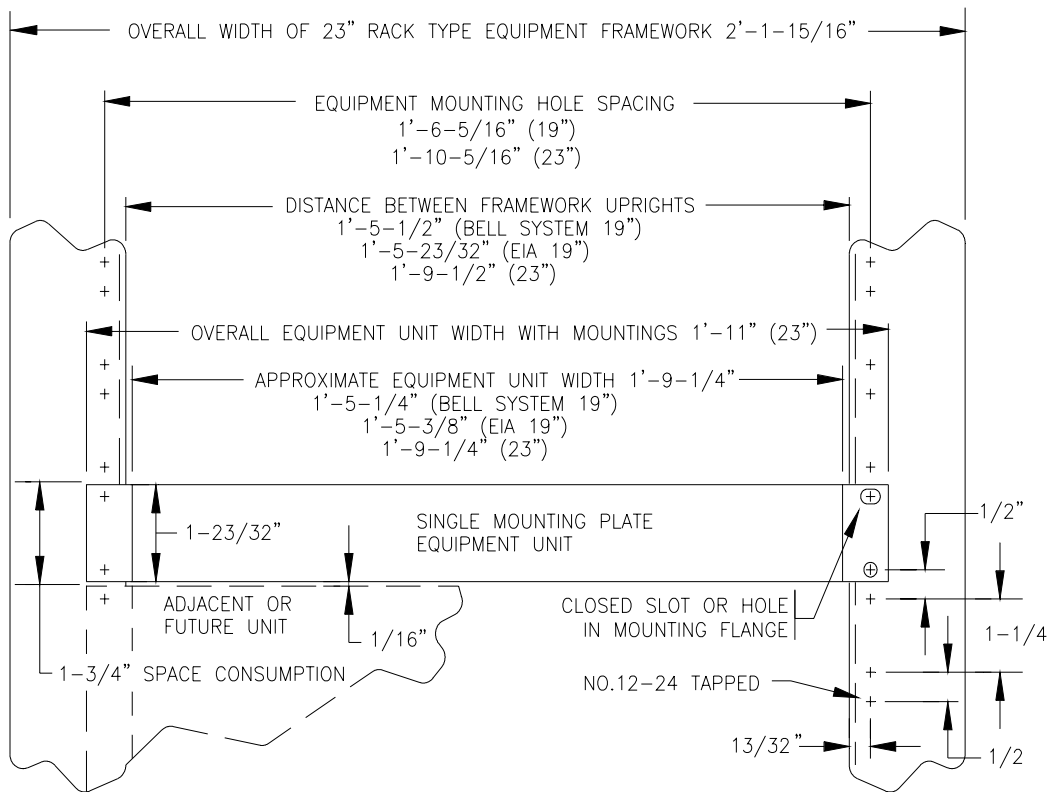 OVERALL WIDTH OF 23" RACK TYPE EQUIPMENT FRAMEWORK 2'-1-15/16"
EQUIPMENT MOUNTING HOLE SPACING
1'-6-5/16" (19")
1'-10-5/16" (23")
DISTANCE BETWEEN FRAMEWORK UPRIGHTS
1'-5-1/2" (BELL SYSTEM 19")
1'-5-23/32" (EIA 19")
1'-9-1/2" (23")
OVERALL EQUIPMENT UNIT WIDTH WITH MOUNTINGS 1'-11" (23")
APPROXIMATE EQUIPMENT UNIT WIDTH 1'-9-1/4"
1'-5-1/4" (BELL SYSTEM 19")
1'-5-3/8" (EIA 19")
1'-9-1/4" (23")
1-23/32"
SINGLE MOUNTING PLATE
EQUIPMENT UNIT
1/2"
ADJACENT OR
FUTURE UNIT
1/16"
CLOSED SLOT OR HOLE
IN MOUNTING FLANGE
1-1/4
1-3/4" SPACE CONSUMPTION
NO.12-24 TAPPED
13/32"
1/2